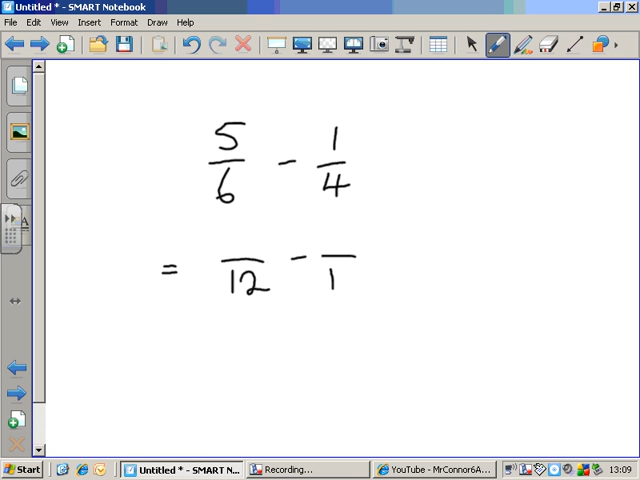 Untitled * - SMART Notebook
File Edit View Insert Format Draw Help
5/6 - 1/4
= /12 - /1
Start Untitled * - SMART N... Recording... YouTube - MrConnor6A... 13:09